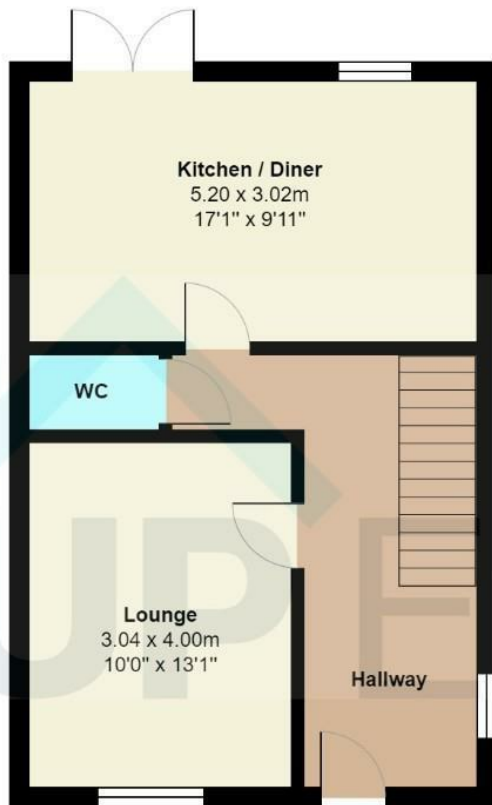 Kitchen / Diner
5.20 x 3.02m
17'1" x 9'11"
WC
Lounge
3.04 x 4.00m
10'0" x 13'1"
Hallway
UPE